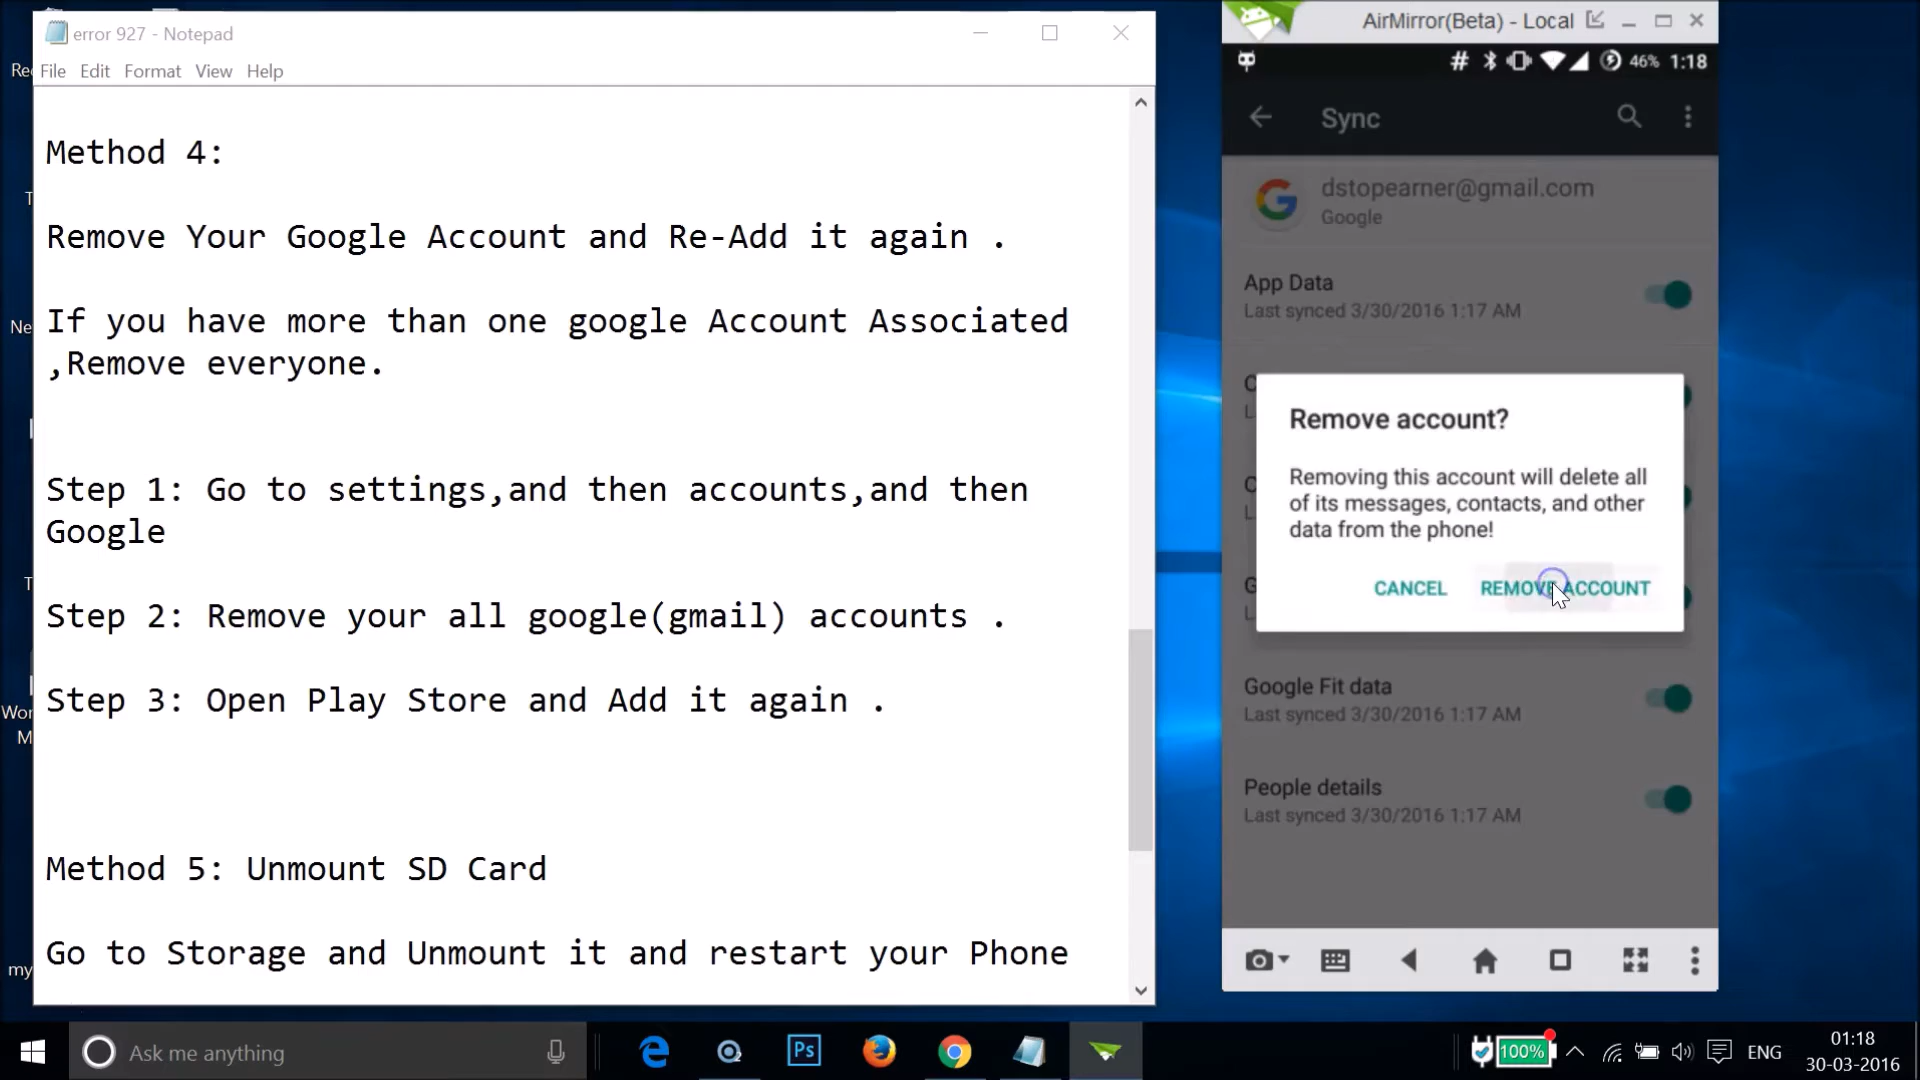 error 927 - Notepad
File Edit Format View Help
Method 4:
Remove Your Google Account and Re-Add it again .
If you have more than one google Account Associated
,Remove everyone.
Step 1: Go to settings,and then accounts,and then
Google
Step 2: Remove your all google(gmail) accounts .
Step 3: Open Play Store and Add it again .
Method 5: Unmount SD Card
Go to Storage and Unmount it and restart your Phone
AirMirror(Beta) - Local
46% 1:18
Sync
dstopearner@gmail.com
Google
App Data
Last synced 3/30/2016 1:17 AM
Remove account?
Removing this account will delete all
of its messages, contacts, and other
data from the phone!
CANCEL REMOVE ACCOUNT
Google Fit data
Last synced 3/30/2016 1:17 AM
People details
Last synced 3/30/2016 1:17 AM
Ask me anything
Ps
100%
ENG
01:18
30-03-2016